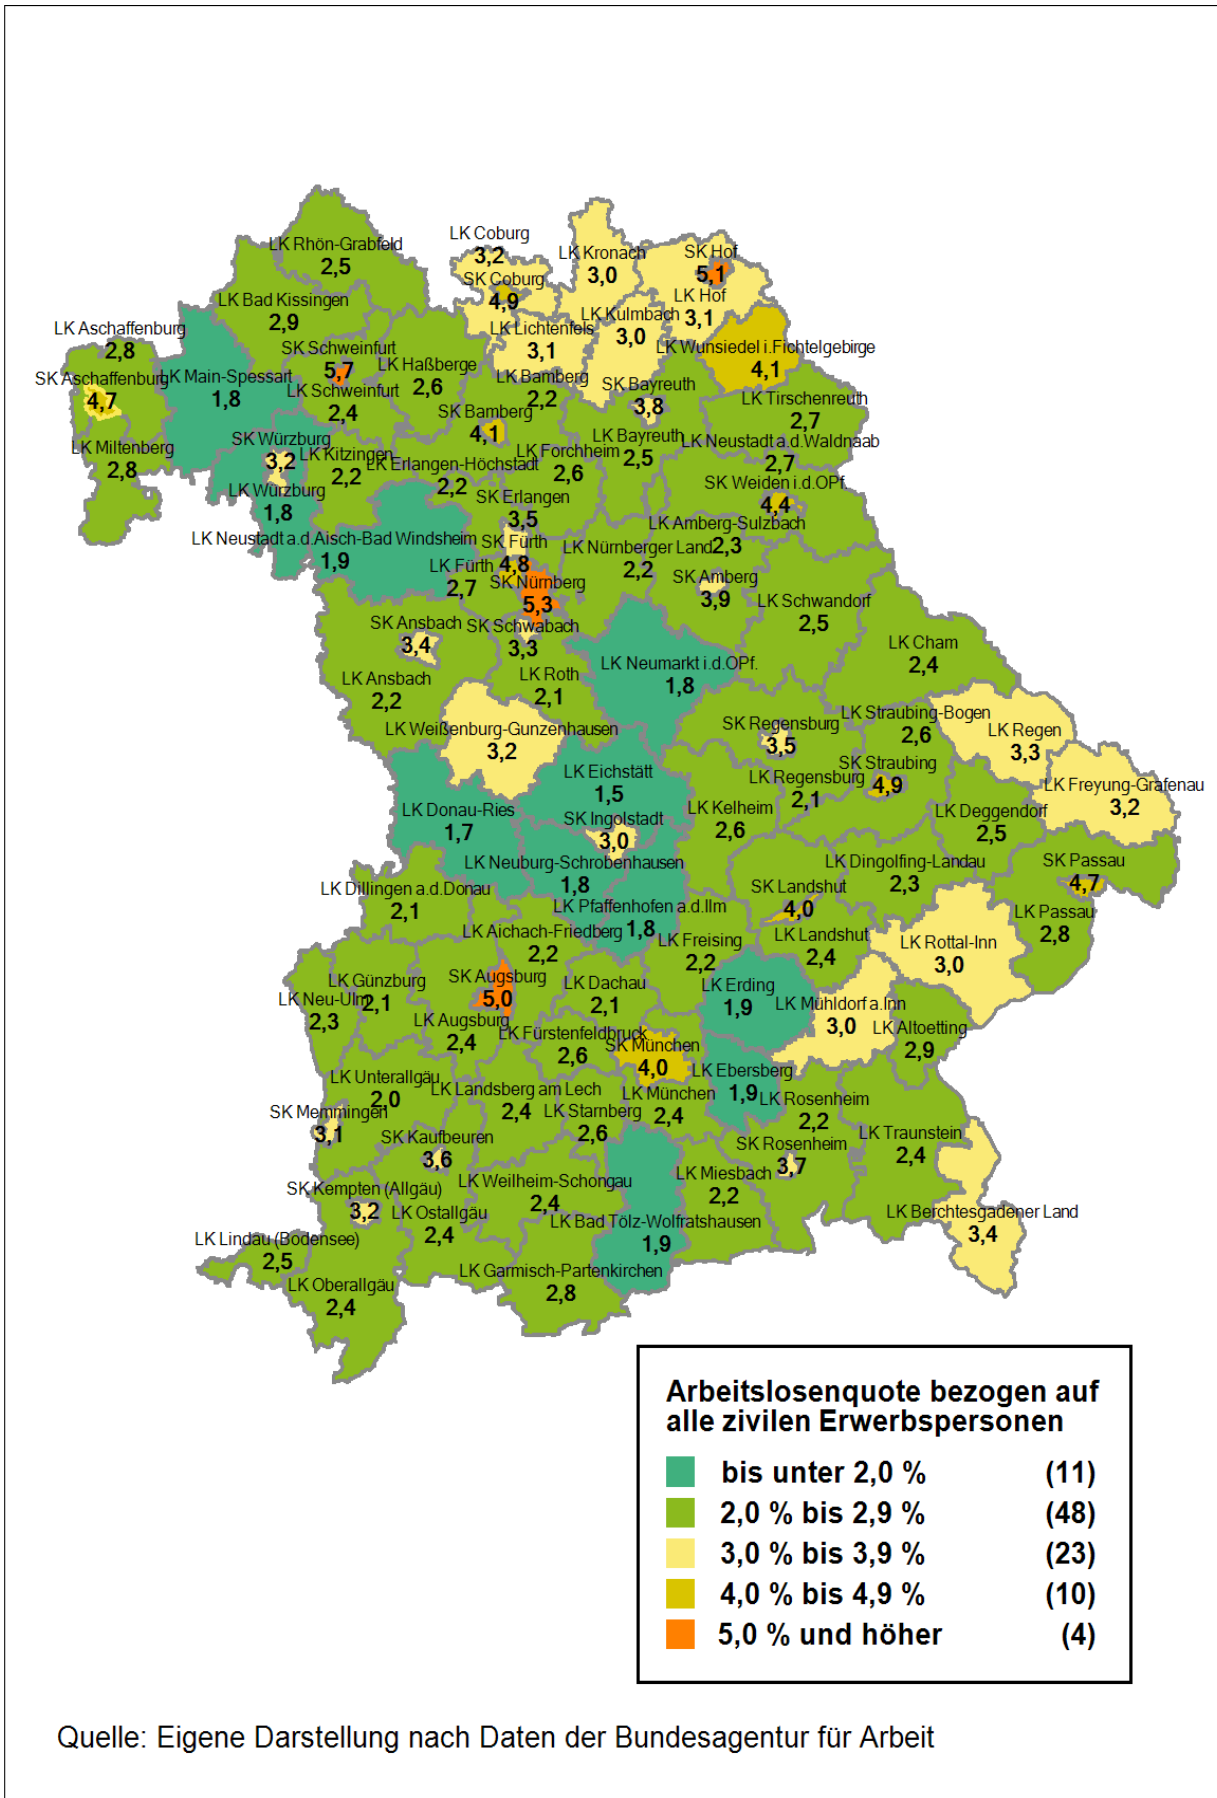 LK Rhön-Grabfeld
2,5
LK Coburg
3,2
LK Kronach
3,0
SK Hof
5,1
SK Coburg
4,9
LK Hof
3,1
LK Bad Kissingen
2,9
LK Lichtenfels
3,1
LK Kulmbach
3,0
LK Wunsiedel i.Fichtelgebirge
4,1
LK Aschaffenburg
2,8
SK Schweinfurt
5,7
LK Haßberge
2,6
LK Bamberg
2,2
SK Bayreuth
3,8
SK Aschaffenburg
4,7
LK Main-Spessart
1,8
LK Schweinfurt
2,4
SK Bamberg
4,1
LK Tirschenreuth
2,7
LK Miltenberg
2,8
SK Würzburg
3,2
LK Kitzingen
2,2
LK Erlangen-Höchstadt
2,2
LK Forchheim
2,6
LK Bayreuth
2,5
LK Neustadt a.d.Waldnaab
2,7
LK Würzburg
1,8
SK Erlangen
3,5
SK Weiden i.d.OPf.
4,4
LK Neustadt a.d.Aisch-Bad Windsheim
1,9
SK Fürth
4,8
LK Nürnberger Land
2,2
LK Amberg-Sulzbach
2,3
LK Fürth
2,7
SK Nürnberg
5,3
SK Amberg
3,9
LK Schwandorf
2,5
SK Ansbach
3,4
SK Schwabach
3,3
LK Cham
2,4
LK Ansbach
2,2
LK Roth
2,1
LK Neumarkt i.d.OPf.
1,8
LK Weißenburg-Gunzenhausen
3,2
SK Regensburg
3,5
LK Straubing-Bogen
2,6
LK Regen
3,3
LK Eichstätt
1,5
LK Regensburg
2,1
SK Straubing
4,9
LK Freyung-Grafenau
3,2
LK Donau-Ries
1,7
SK Ingolstadt
3,0
LK Kelheim
2,6
LK Deggendorf
2,5
LK Neuburg-Schrobenhausen
1,8
LK Dingolfing-Landau
2,3
SK Passau
4,7
LK Dillingen a.d.Donau
2,1
LK Pfaffenhofen a.d.Ilm
1,8
SK Landshut
4,0
LK Passau
2,8
LK Aichach-Friedberg
2,2
LK Freising
2,2
LK Landshut
2,4
LK Rottal-Inn
3,0
LK Günzburg
2,1
SK Augsburg
5,0
LK Dachau
2,1
LK Erding
1,9
LK Neu-Ulm
2,3
LK Mühldorf a.Inn
3,0
LK Augsburg
2,4
LK Fürstenfeldbruck
2,6
SK München
4,0
LK Altoetting
2,9
LK Unterallgäu
2,0
LK Landsberg am Lech
2,4
LK Ebersberg
1,9
LK München
2,4
LK Rosenheim
2,2
SK Memmingen
3,1
LK Starnberg
2,6
SK Kaufbeuren
3,6
SK Rosenheim
3,7
LK Traunstein
2,4
LK Weilheim-Schongau
2,4
LK Miesbach
2,2
SK Kempten (Allgäu)
3,2
LK Ostallgäu
2,4
LK Bad Tölz-Wolfratshausen
1,9
LK Berchtesgadener Land
3,4
LK Lindau (Bodensee)
2,5
LK Oberallgäu
2,4
LK Garmisch-Partenkirchen
2,8
Arbeitslosenquote bezogen auf
alle zivilen Erwerbspersonen
bis unter 2,0 % (11)
2,0 % bis 2,9 % (48)
3,0 % bis 3,9 % (23)
4,0 % bis 4,9 % (10)
5,0 % und höher (4)
Quelle: Eigene Darstellung nach Daten der Bundesagentur für Arbeit